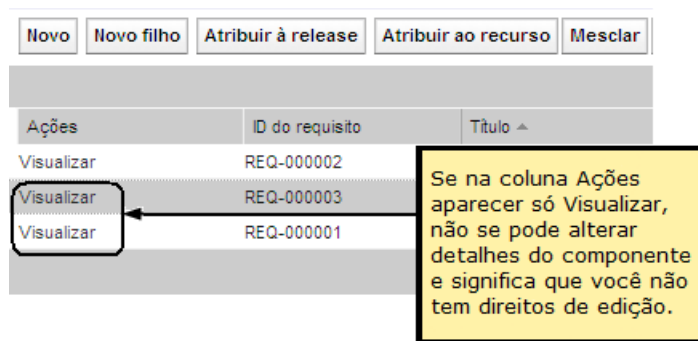 Novo Novo filho Atribuir à release Atribuir ao recurso Mesclar
Ações ID do requisito Título
Visualizar REQ-000002
Visualizar REQ-000003
Visualizar REQ-000001
Se na coluna Ações
aparecer só Visualizar,
não se pode alterar
detalhes do componente
e significa que você não
tem direitos de edição.